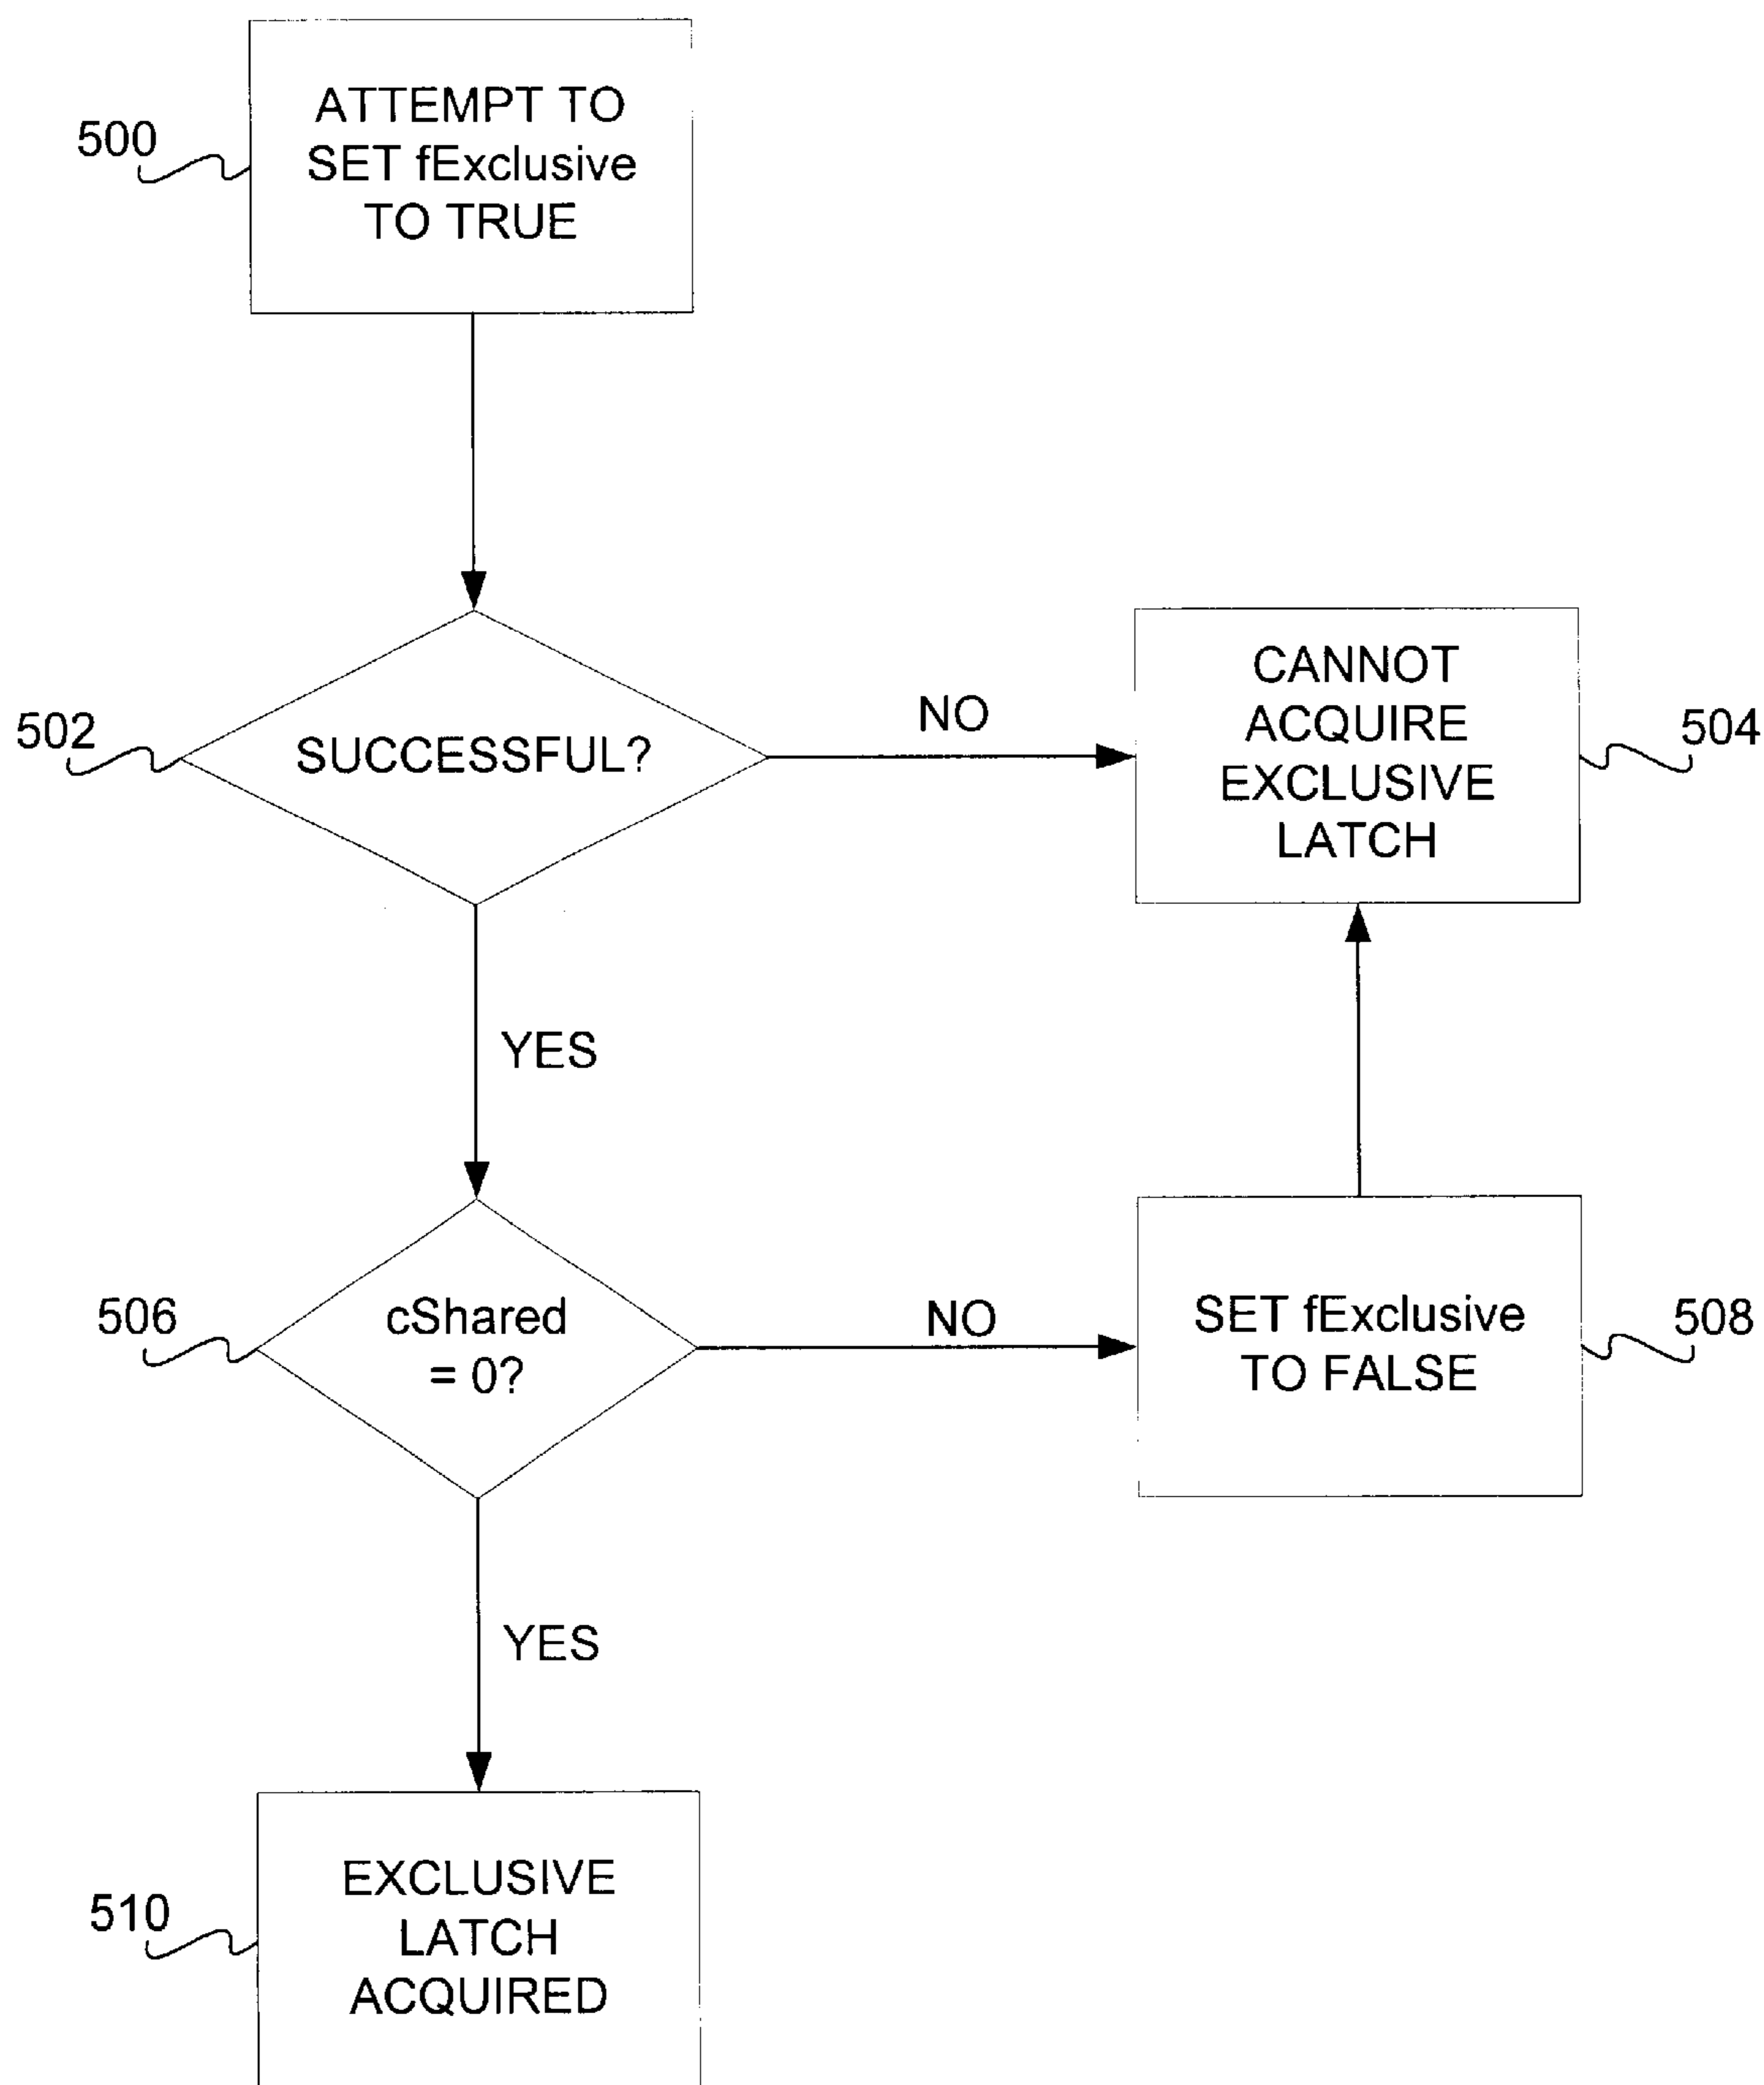 500
ATTEMPT TO
SET fExclusive
TO TRUE
502
SUCCESSFUL?
NO
CANNOT
ACQUIRE
EXCLUSIVE
LATCH
504
YES
506
cShared
= 0?
NO
SET fExclusive
TO FALSE
508
YES
510
EXCLUSIVE
LATCH
ACQUIRED